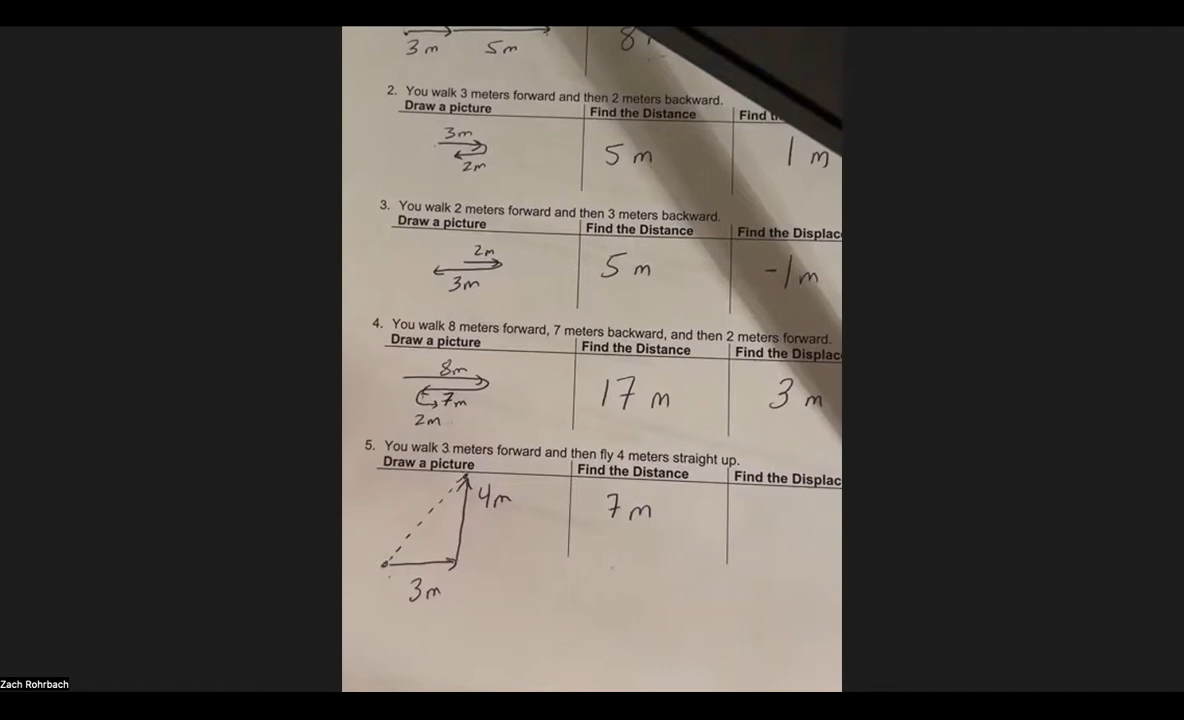 3m 5m 8
2. You walk 3 meters forward and then 2 meters backward.
Draw a picture Find the Distance Find
3m
2m
5 m 1 m
3. You walk 2 meters forward and then 3 meters backward.
Draw a picture Find the Distance Find the Displac
2m
3m
5 m -1m
4. You walk 8 meters forward, 7 meters backward, and then 2 meters forward.
Draw a picture Find the Distance Find the Displac
8m
7m
2m
17 m 3 m
5. You walk 3 meters forward and then fly 4 meters straight up.
Draw a picture Find the Distance Find the Displac
4m 7 m
3m
Zach Rohrbach